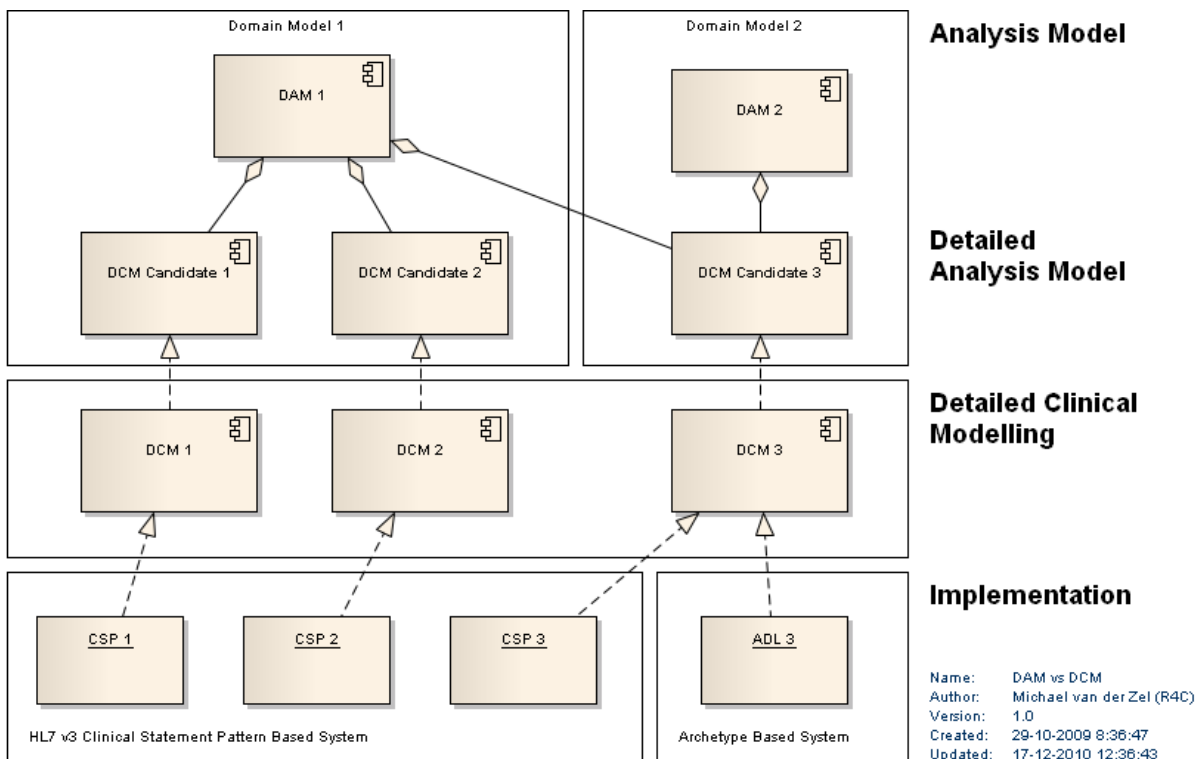 Domain Model 1
Domain Model 2
Analysis Model
DAM 1
DAM 2
Detailed
Analysis Model
DCM Candidate 1
DCM Candidate 2
DCM Candidate 3
Detailed Clinical
Modelling
DCM 1
DCM 2
DCM 3
Implementation
CSP 1
CSP 2
CSP 3
ADL 3
HL7 v3 Clinical Statement Pattern Based System
Archetype Based System
Name: DAM vs DCM
Author: Michael van der Zel (R4C)
Version: 1.0
Created: 29-10-2009 8:36:47
Updated: 17-12-2010 12:36:43